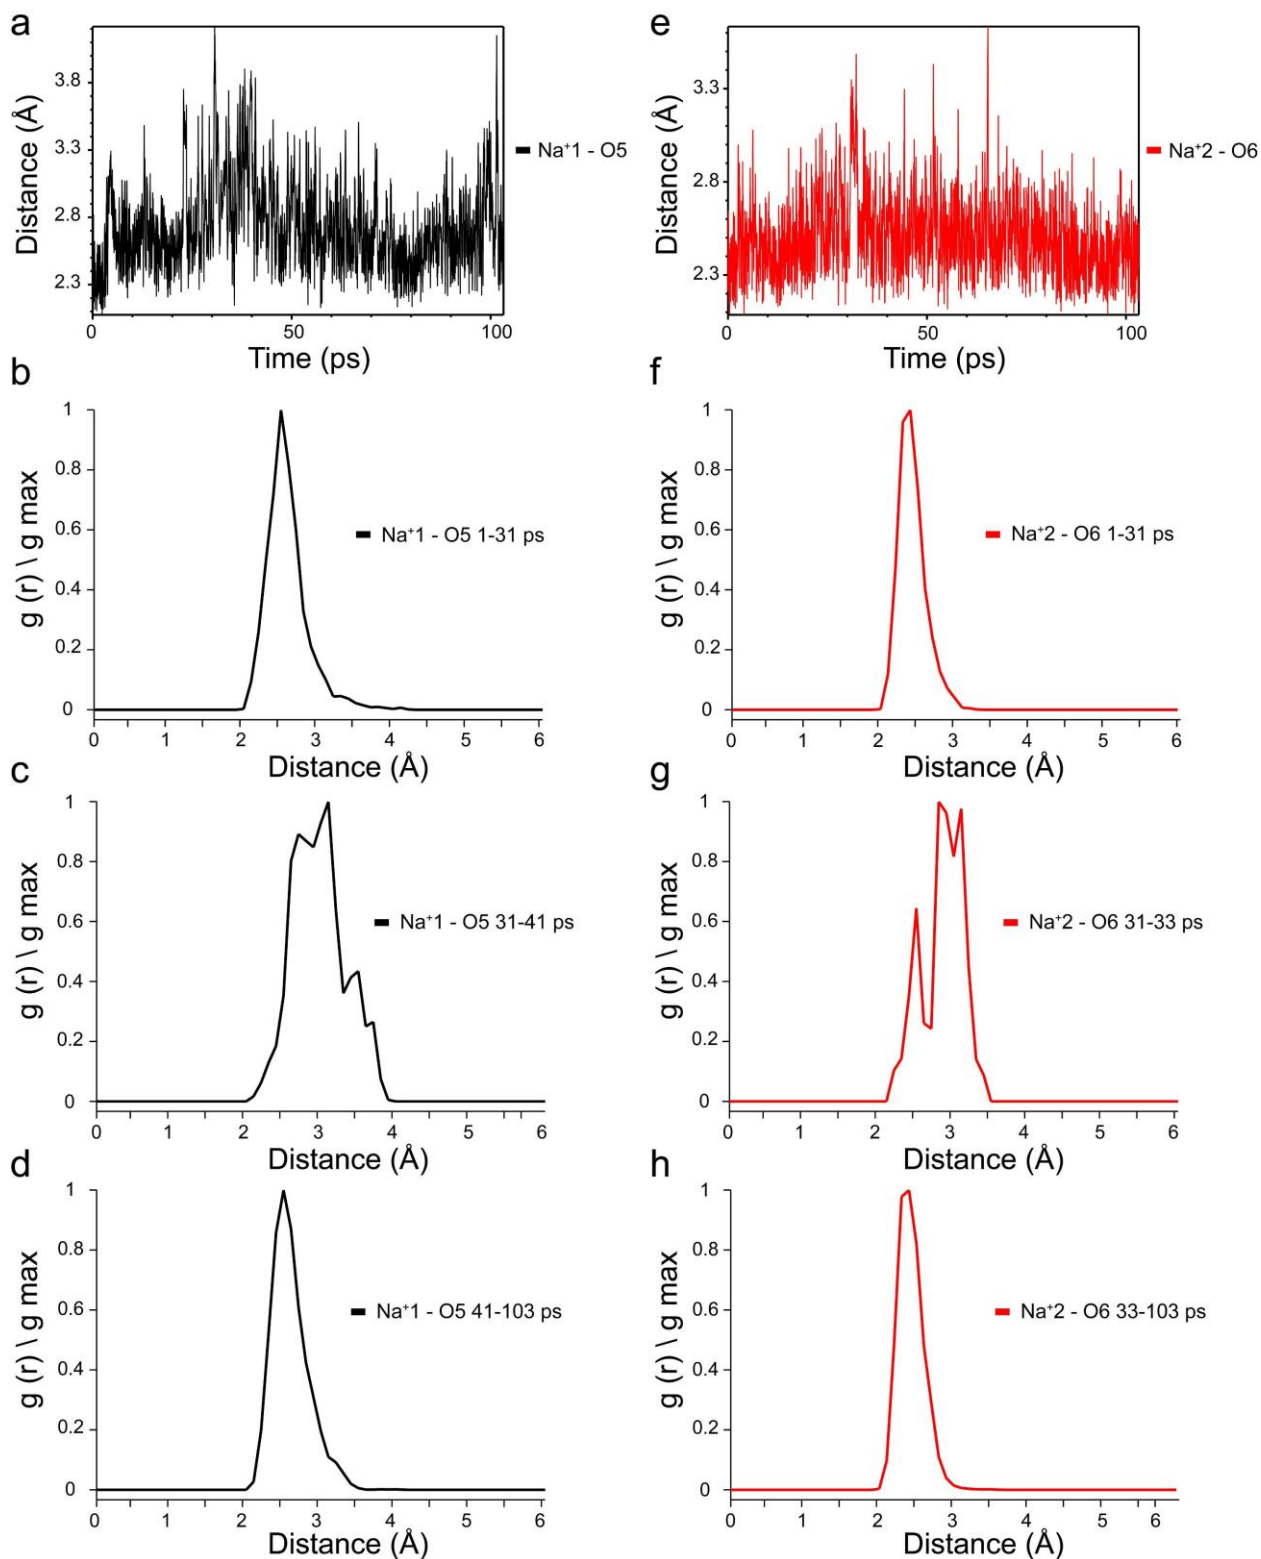 a
Distance (Å)
3.8
3.3
2.8
2.3
0
50
100
Time (ps)
Na⁺1 - O5
e
Distance (Å)
3.3
2.8
2.3
0
50
100
Time (ps)
Na⁺2 - O6
b
g (r) \ g max
1
0.8
0.6
0.4
0.2
0
0 1 2 3 4 5 6
Distance (Å)
Na⁺1 - O5 1-31 ps
f
g (r) \ g max
1
0.8
0.6
0.4
0.2
0
0 1 2 3 4 5 6
Distance (Å)
Na⁺2 - O6 1-31 ps
c
g (r) \ g max
1
0.8
0.6
0.4
0.2
0
0 1 2 3 4 5 6
Distance (Å)
Na⁺1 - O5 31-41 ps
g
g (r) \ g max
1
0.8
0.6
0.4
0.2
0
0 1 2 3 4 5 6
Distance (Å)
Na⁺2 - O6 31-33 ps
d
g (r) \ g max
1
0.8
0.6
0.4
0.2
0
0 1 2 3 4 5 6
Distance (Å)
Na⁺1 - O5 41-103 ps
h
g (r) \ g max
1
0.8
0.6
0.4
0.2
0
0 1 2 3 4 5 6
Distance (Å)
Na⁺2 - O6 33-103 ps